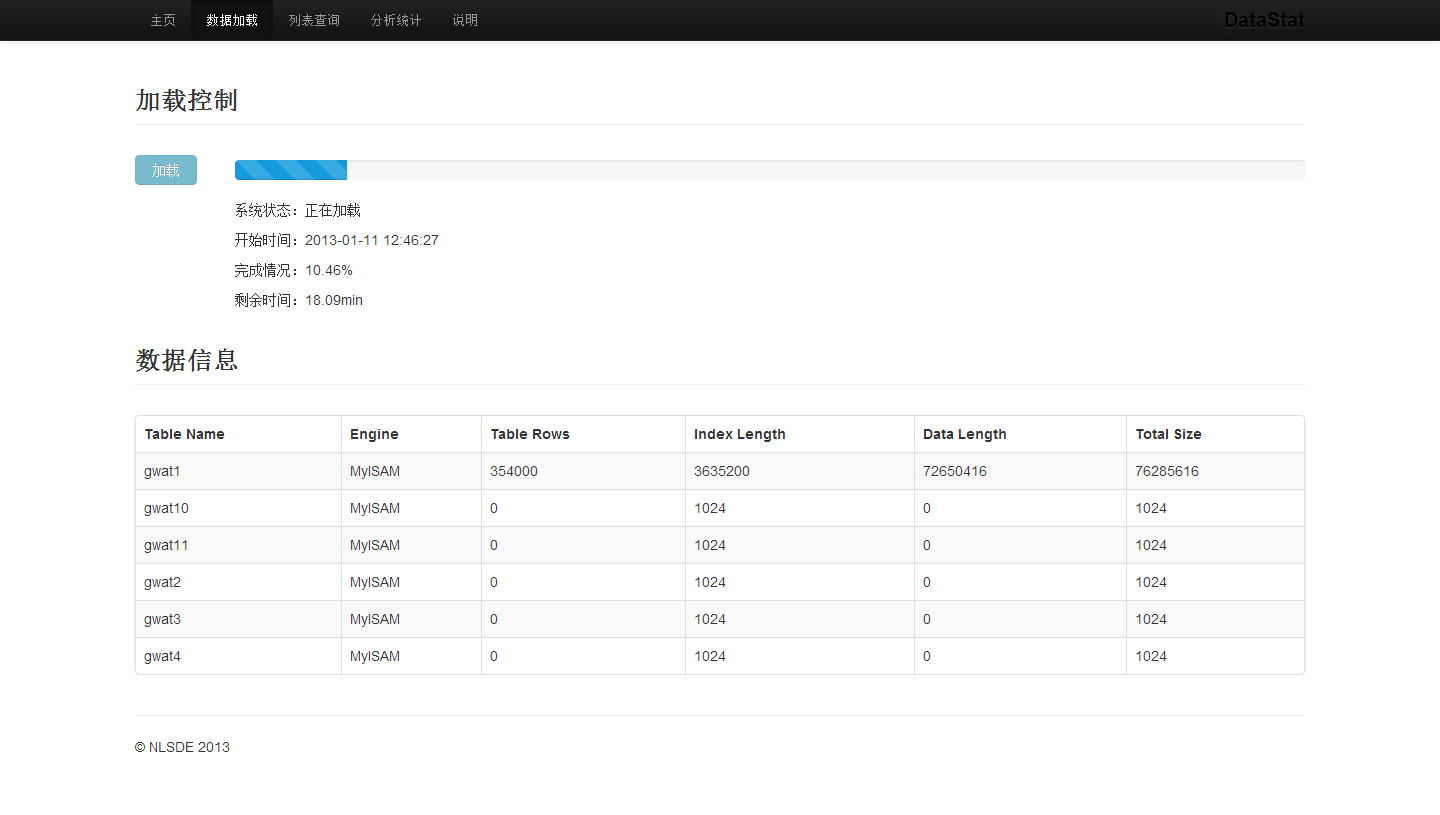 主页 数据加载 列表查询 分析统计 说明 DataStat
加载控制
加载
系统状态：正在加载
开始时间：2013-01-11 12:46:27
完成情况：10.46%
剩余时间：18.09min
数据信息
Table Name Engine Table Rows Index Length Data Length Total Size
gwat1 MyISAM 354000 3635200 72650416 76285616
gwat10 MyISAM 0 1024 0 1024
gwat11 MyISAM 0 1024 0 1024
gwat2 MyISAM 0 1024 0 1024
gwat3 MyISAM 0 1024 0 1024
gwat4 MyISAM 0 1024 0 1024
© NLSDE 2013